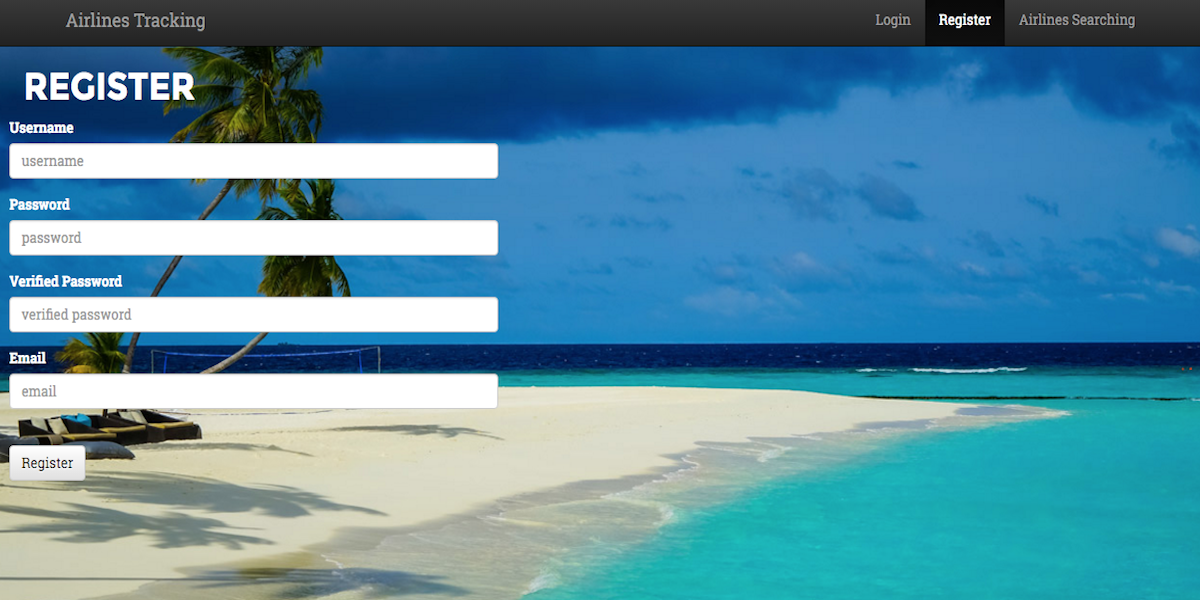 Airlines Tracking
Login
Register
Airlines Searching
REGISTER
Username
username
Password
password
Verified Password
verified password
Email
email
Register